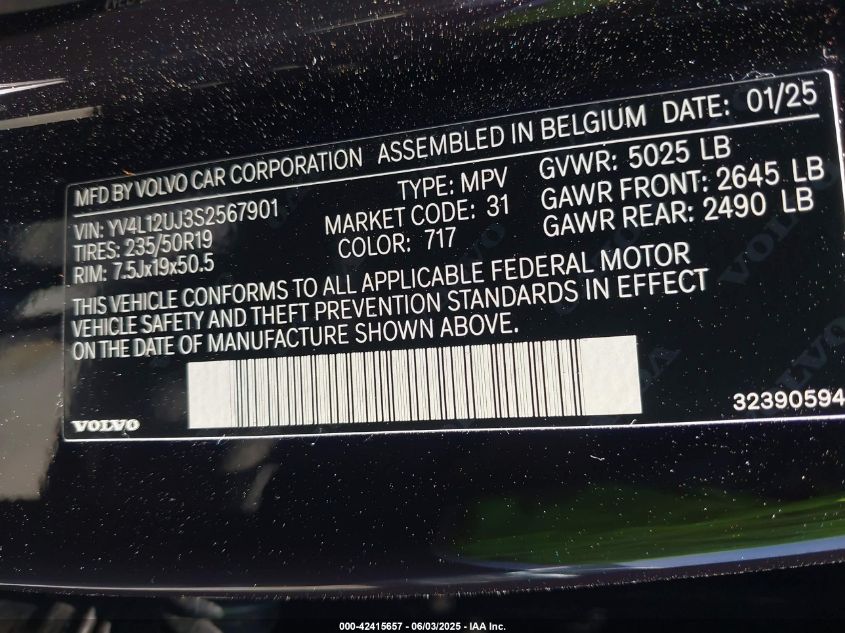 MFD BY VOLVO CAR CORPORATION ASSEMBLED IN BELGIUM DATE: 01/25
VIN: YV4L12UJ3S2567901 TYPE: MPV GVWR: 5025 LB
TIRES: 235/50R19 MARKET CODE: 31 GAWR FRONT: 2645 LB
RIM: 7.5Jx19x50.5 COLOR: 717 GAWR REAR: 2490 LB
THIS VEHICLE CONFORMS TO ALL APPLICABLE FEDERAL MOTOR
VEHICLE SAFETY AND THEFT PREVENTION STANDARDS IN EFFECT
ON THE DATE OF MANUFACTURE SHOWN ABOVE.
VOLVO 32390594
000-42415657 - 06/03/2025 - IAA Inc.